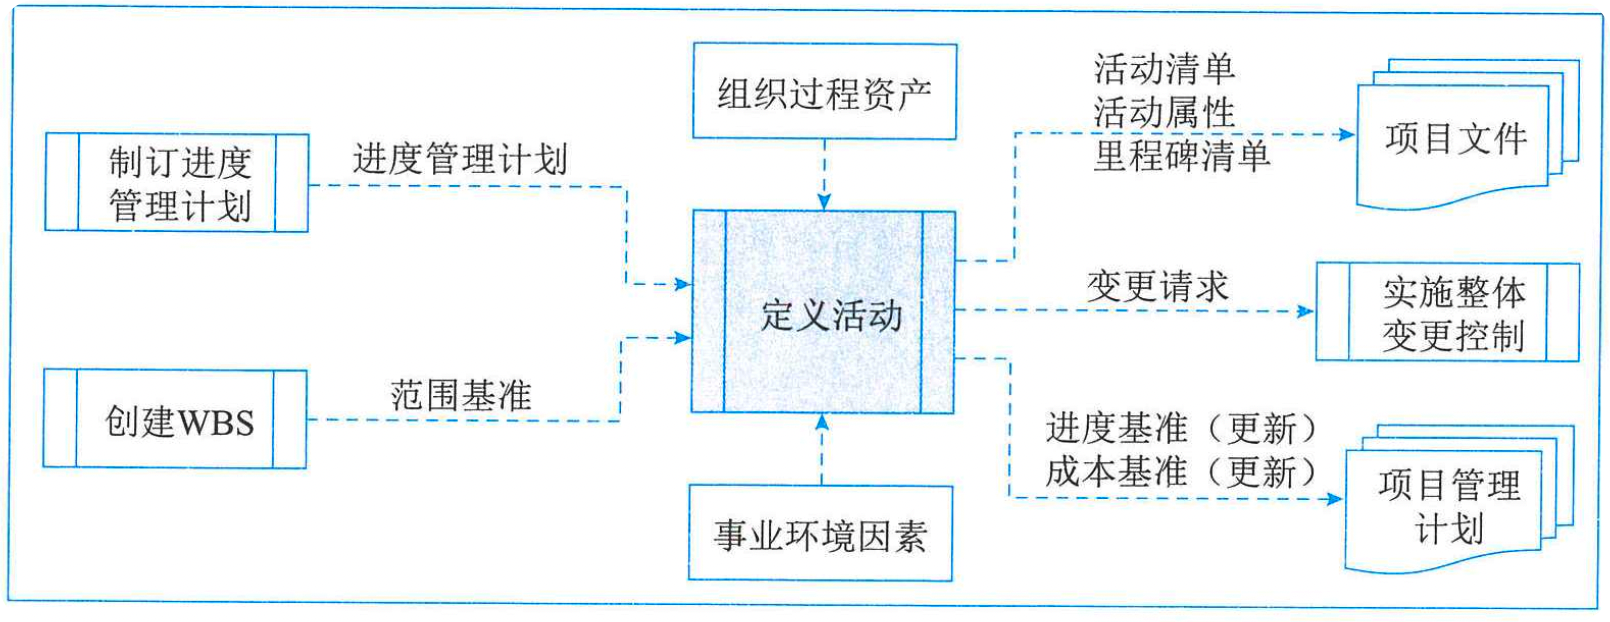 组织过程资产
制订进度
管理计划
进度管理计划
活动清单
活动属性
里程碑清单
项目文件
定义活动
变更请求
实施整体
变更控制
创建WBS
范围基准
进度基准（更新）
成本基准（更新）
项目管理
计划
事业环境因素